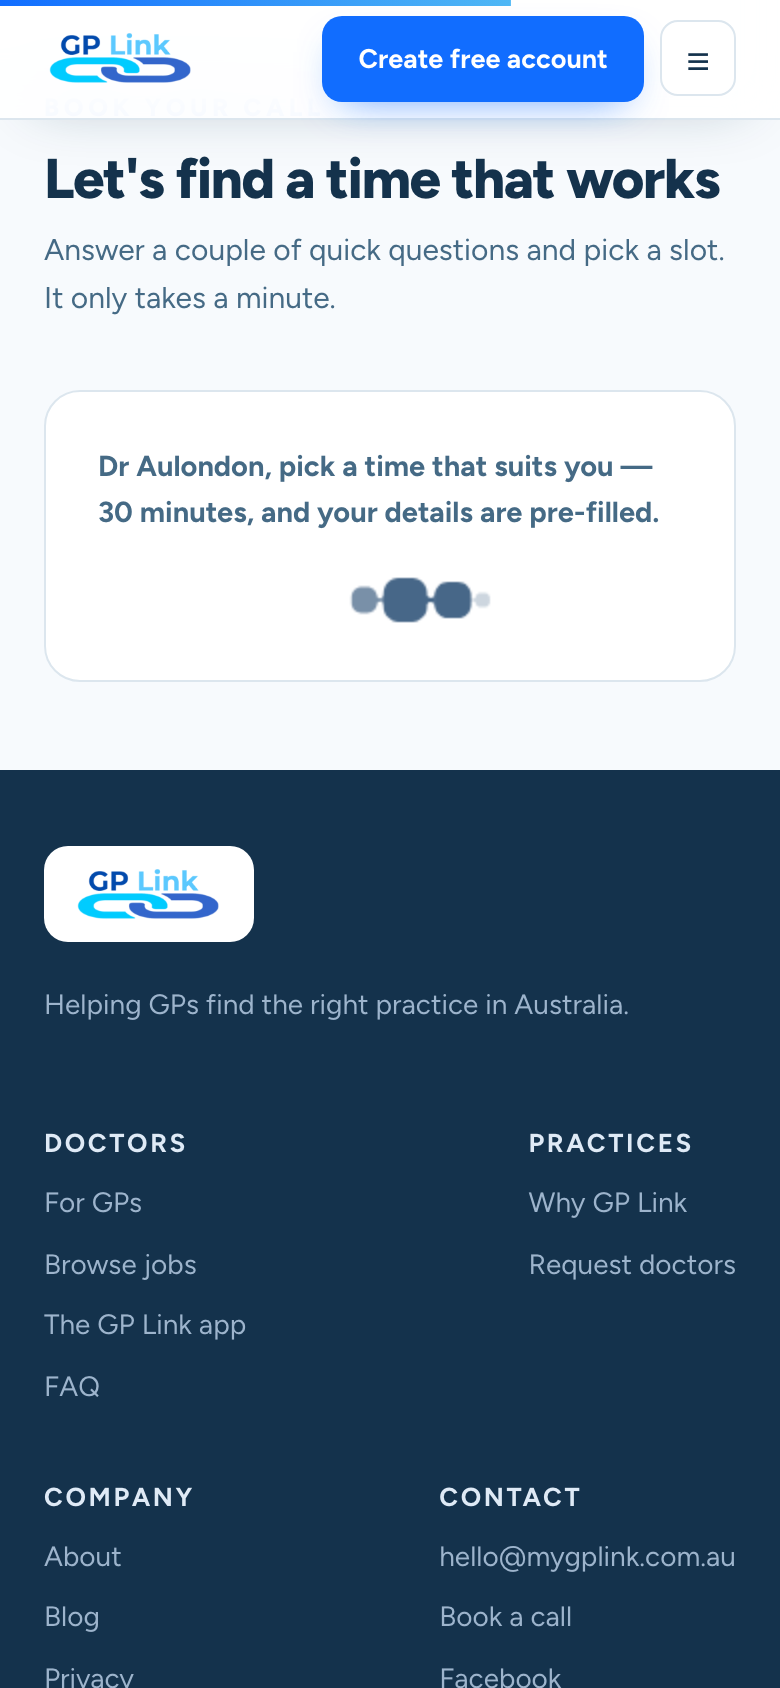 GP Link
Create free account
BOOK YOUR CALL
Let's find a time that works
Answer a couple of quick questions and pick a slot.
It only takes a minute.
Dr Aulondon, pick a time that suits you —
30 minutes, and your details are pre-filled.
GP Link
Helping GPs find the right practice in Australia.
DOCTORS
For GPs
Browse jobs
The GP Link app
FAQ
PRACTICES
Why GP Link
Request doctors
COMPANY
About
Blog
Privacy
CONTACT
hello@mygplink.com.au
Book a call
Facebook